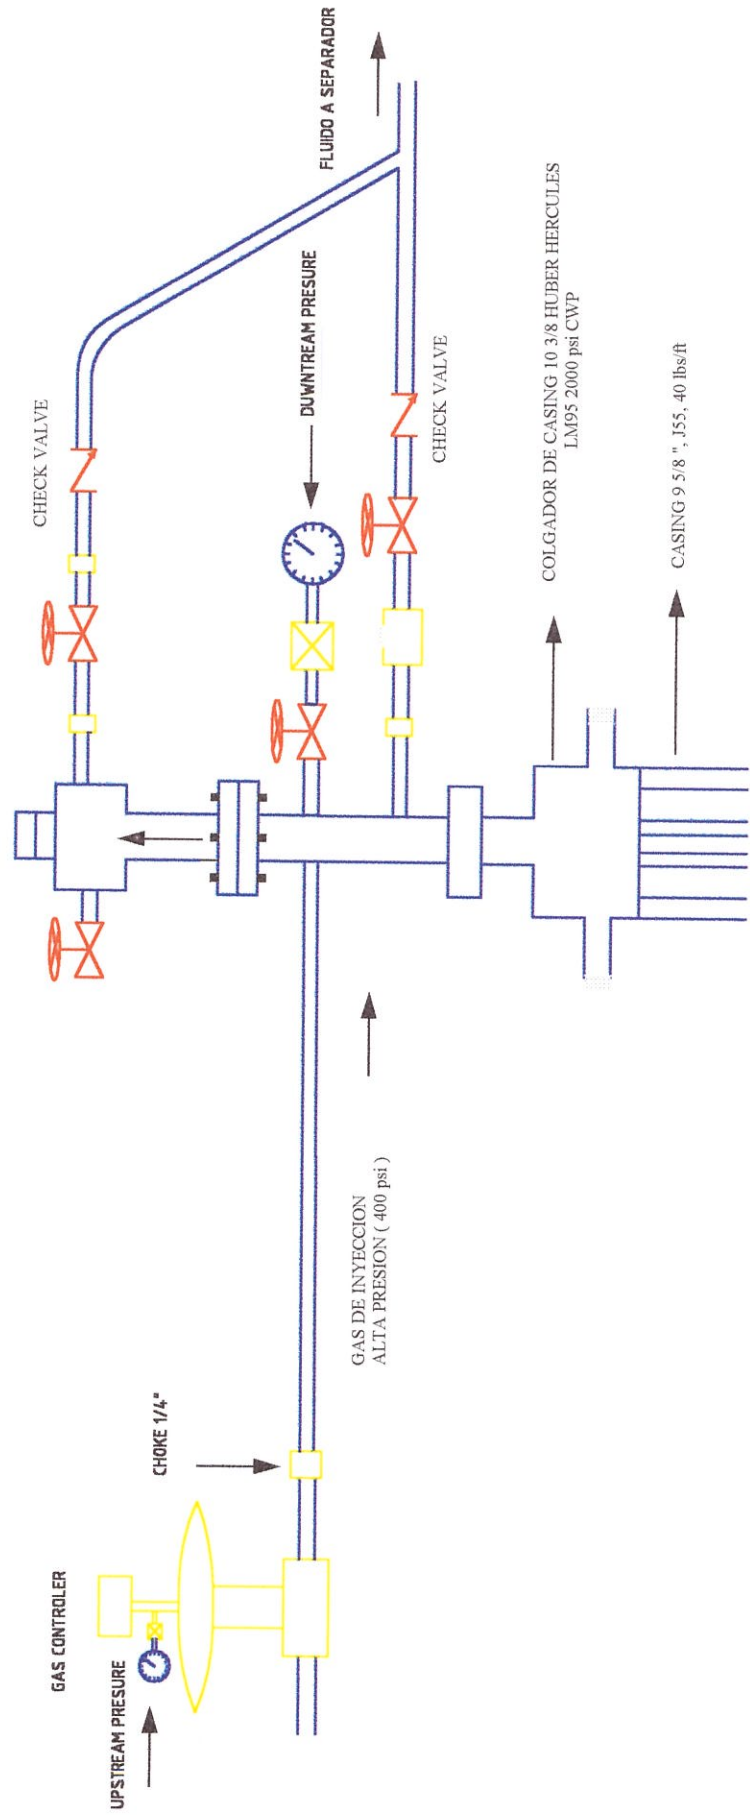 UPSTREAM PRESURE
GAS CONTROLER
CHOKE 1/4"
GAS DE INYECCION
ALTA PRESION ( 400 psi )
CHECK VALVE
DUWNTREAM PRESURE
FLUIDO A SEPARADOR
CHECK VALVE
COLGADOR DE CASING 10 3/8 HUBER HERCULES
LM95 2000 psi CWP
CASING 9 5/8 ", J55, 40 lbs/ft